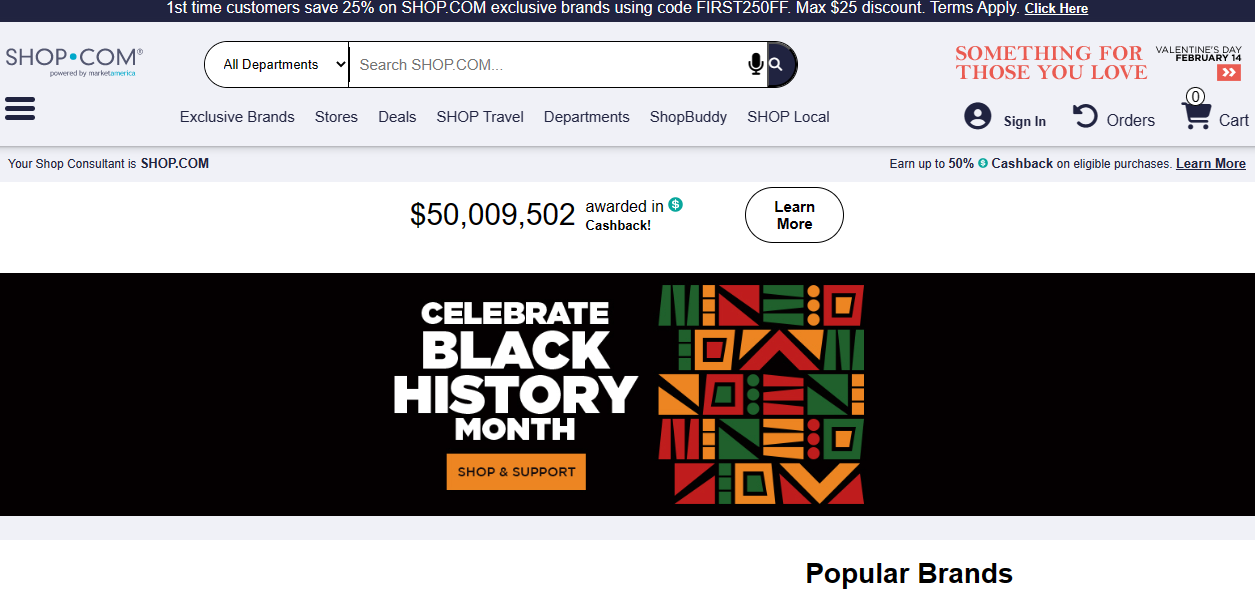 1st time customers save 25% on SHOP.COM exclusive brands using code FIRST250FF. Max $25 discount. Terms Apply. Click Here
SHOP•COM®
powered by marketamerica
All Departments
Search SHOP.COM...
SOMETHING FOR
THOSE YOU LOVE
VALENTINE'S DAY
FEBRUARY 14
Exclusive Brands
Stores
Deals
SHOP Travel
Departments
ShopBuddy
SHOP Local
Sign In
Orders
0
Cart
Your Shop Consultant is SHOP.COM
Earn up to 50% $ Cashback on eligible purchases. Learn More
$50,009,502
awarded in $
Cashback!
Learn
More
CELEBRATE
BLACK
HISTORY
MONTH
SHOP & SUPPORT
Popular Brands